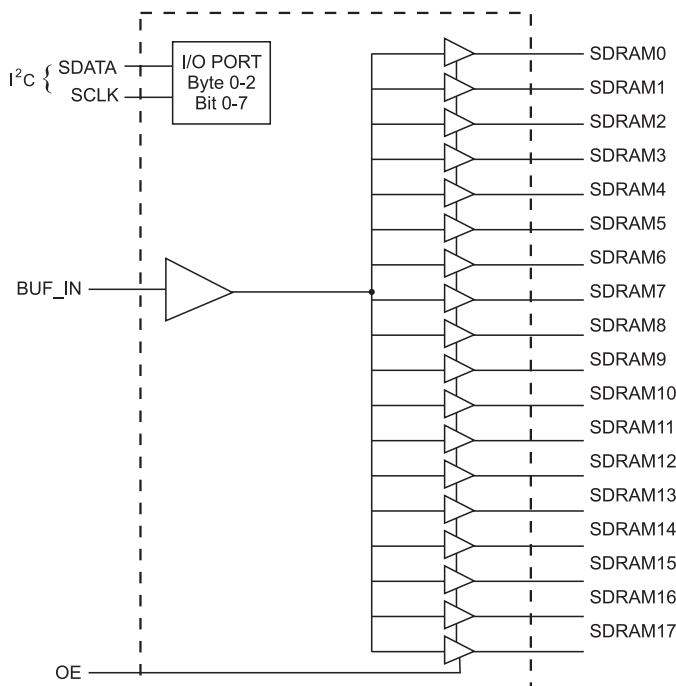 I²C { SDATA
SCLK
I/O PORT
Byte 0-2
Bit 0-7
BUF_IN
OE
SDRAM0
SDRAM1
SDRAM2
SDRAM3
SDRAM4
SDRAM5
SDRAM6
SDRAM7
SDRAM8
SDRAM9
SDRAM10
SDRAM11
SDRAM12
SDRAM13
SDRAM14
SDRAM15
SDRAM16
SDRAM17